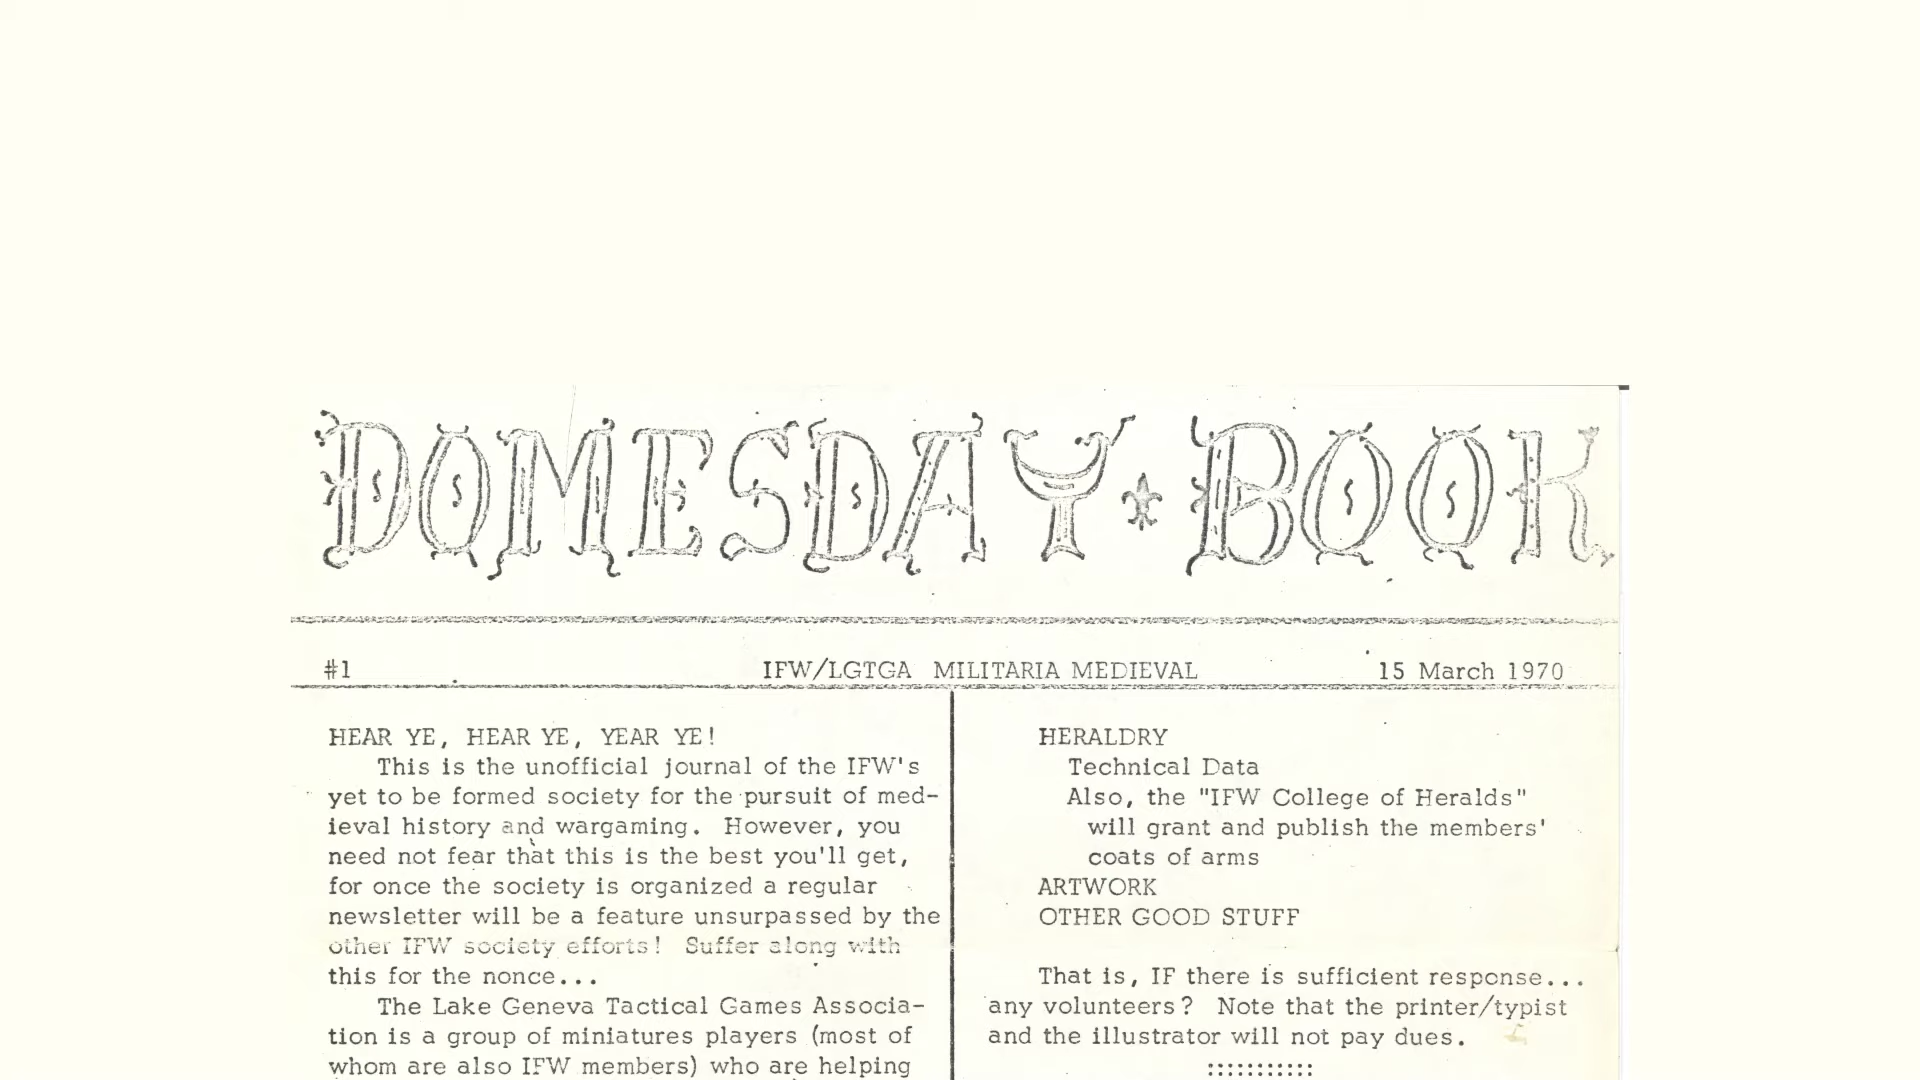 DOMESDAY BOOK
#1 IFW/LGTGA MILITARIA MEDIEVAL 15 March 1970
HEAR YE, HEAR YE, YEAR YE!
This is the unofficial journal of the IFW's
yet to be formed society for the pursuit of med-
ieval history and wargaming. However, you
need not fear that this is the best you'll get,
for once the society is organized a regular
newsletter will be a feature unsurpassed by the
other IFW society efforts! Suffer along with
this for the nonce...
The Lake Geneva Tactical Games Associa-
tion is a group of miniatures players (most of
whom are also IFW members) who are helping
HERALDRY
Technical Data
Also, the "IFW College of Heralds"
will grant and publish the members'
coats of arms
ARTWORK
OTHER GOOD STUFF
That is, IF there is sufficient response...
any volunteers? Note that the printer/typist
and the illustrator will not pay dues.
:::::::::::